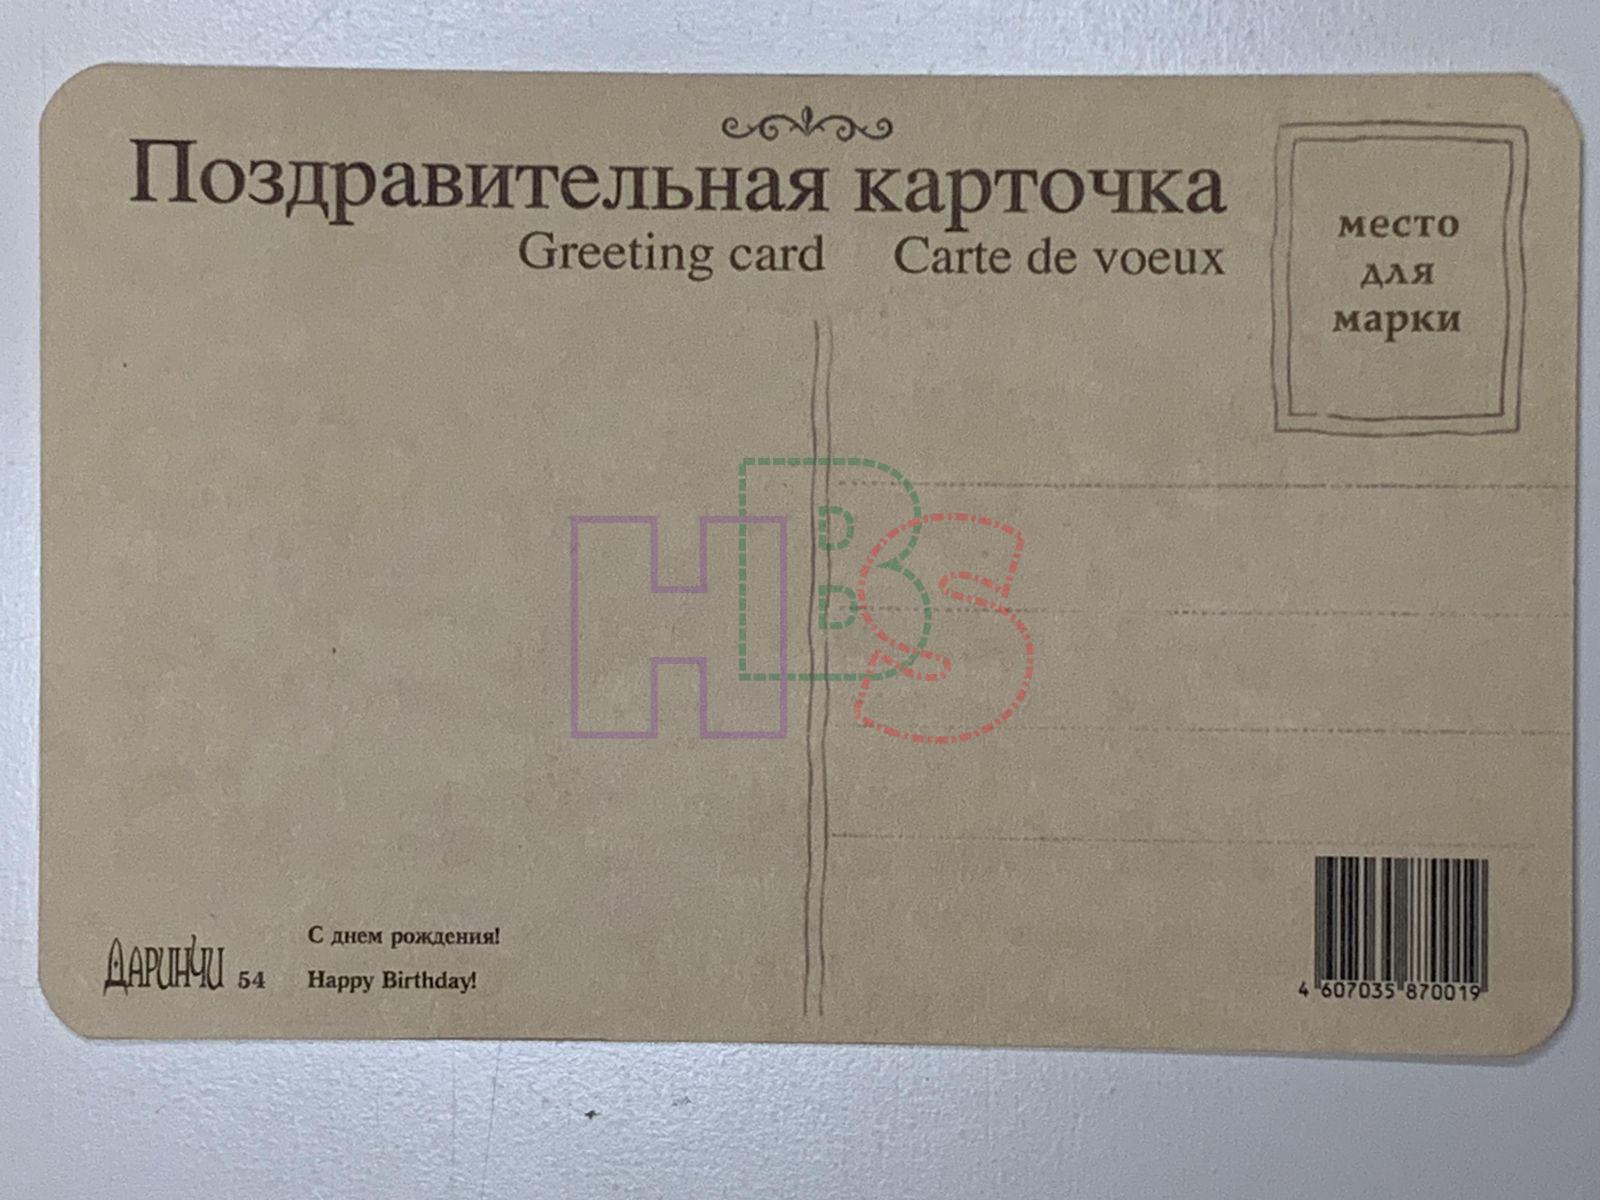 Поздравительная карточка
Greeting card Carte de voeux
место
для
марки
HBS
С днем рождения!
ДАРИНЧИ 54 Happy Birthday!
4 607035 870019